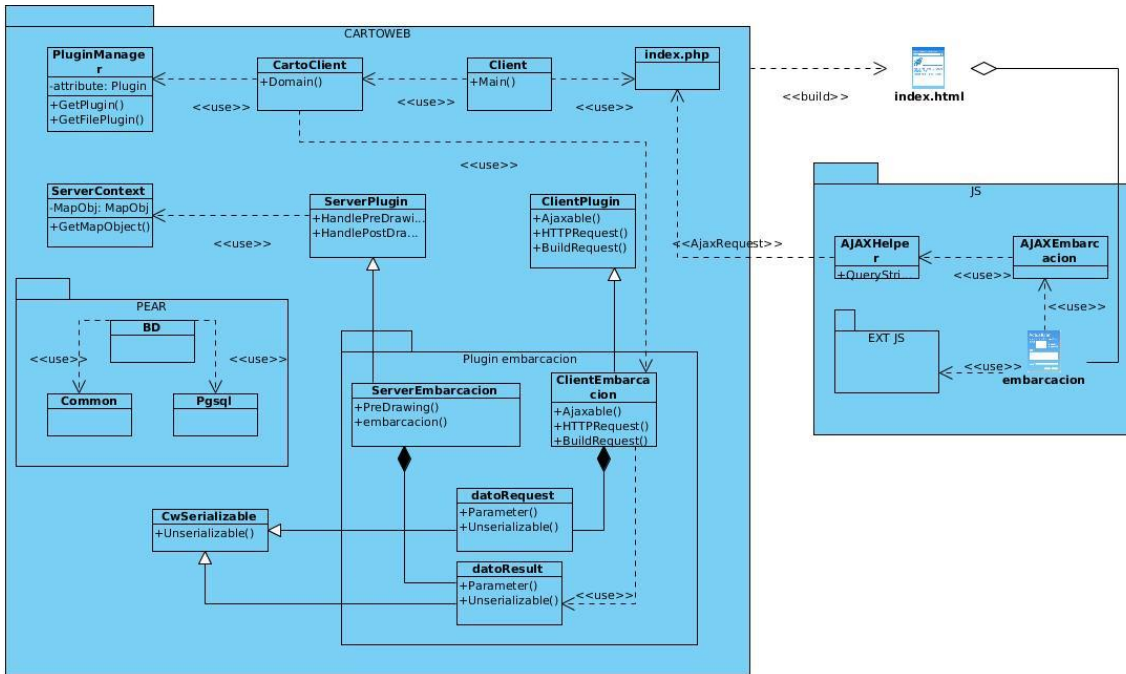 CARTOWEB
PluginManage
r
-attribute: Plugin
+GetPlugin()
+GetFilePlugin()
<<use>>
CartoClient
+Domain()
<<use>>
Client
+Main()
<<use>>
index.php
<<build>>
index.html
<<use>>
ServerContext
-MapObj: MapObj
+GetMapObject()
<<use>>
ServerPlugin
+HandlePreDrawi...
+HandlePostDra...
ClientPlugin
+Ajaxable()
+HTTPRequest()
+BuildRequest()
<<AjaxRequest>>
JS
AJAXHelpe
r
+QueryStri...
<<use>>
AJAXEmbarc
acion
<<use>>
EXT JS
<<use>>
embarcacion
PEAR
BD
<<use>>
<<use>>
Common
Pgsql
Plugin embarcacion
ServerEmbarcacion
+PreDrawing()
+embarcacion()
ClientEmbarc
acion
+Ajaxable()
+HTTPRequest()
+BuildRequest()
CwSerializable
+Unserializable()
datoRequest
+Parameter()
+Unserializable()
datoResult
+Parameter()
+Unserializable()
<<use>>